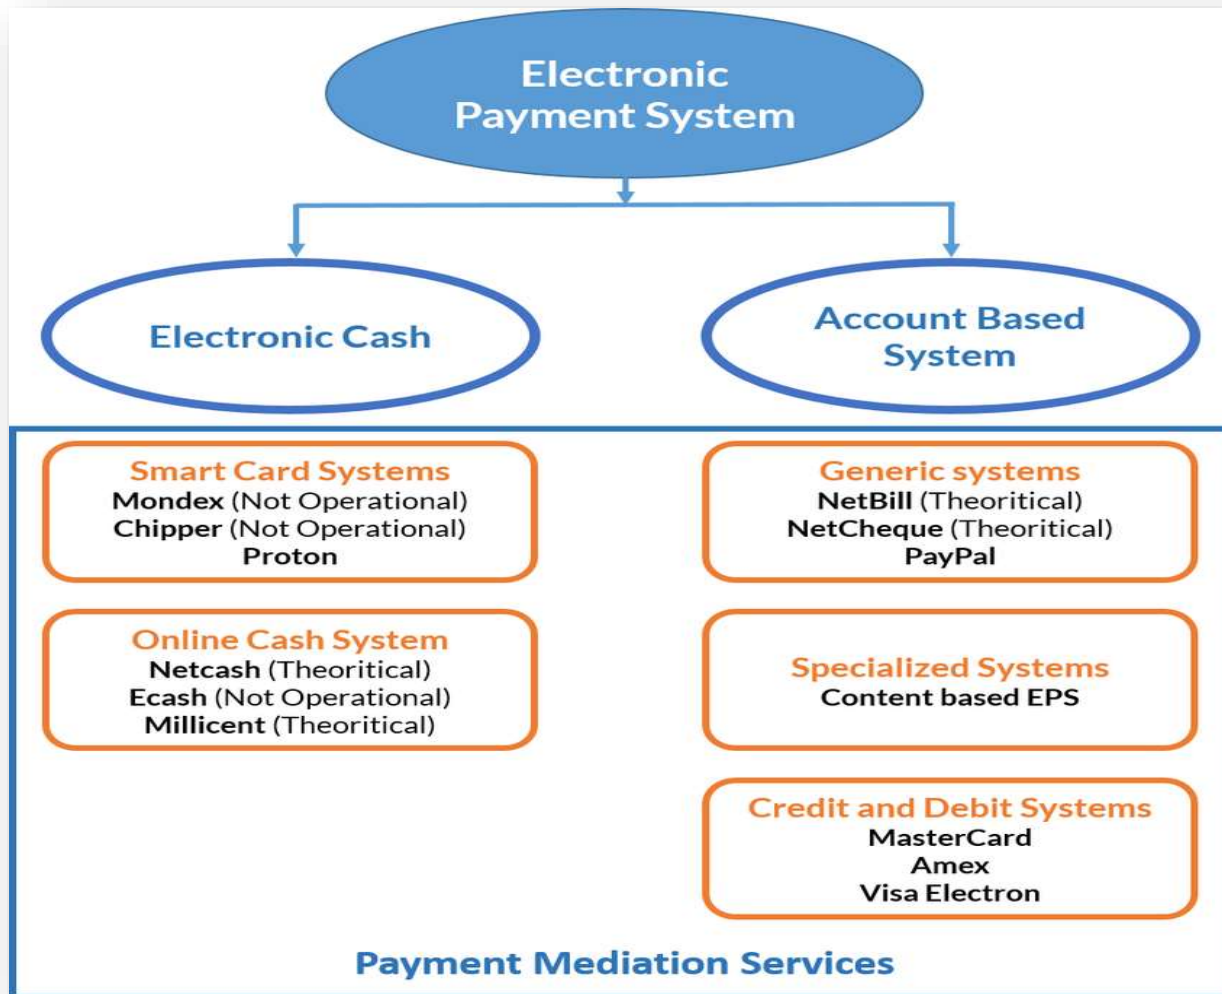 Electronic
Payment System
Electronic Cash
Account Based
System
Smart Card Systems
Mondex (Not Operational)
Chipper (Not Operational)
Proton
Generic systems
NetBill (Theoritical)
NetCheque (Theoritical)
PayPal
Online Cash System
Netcash (Theoritical)
Ecash (Not Operational)
Millicent (Theoritical)
Specialized Systems
Content based EPS
Credit and Debit Systems
MasterCard
Amex
Visa Electron
Payment Mediation Services